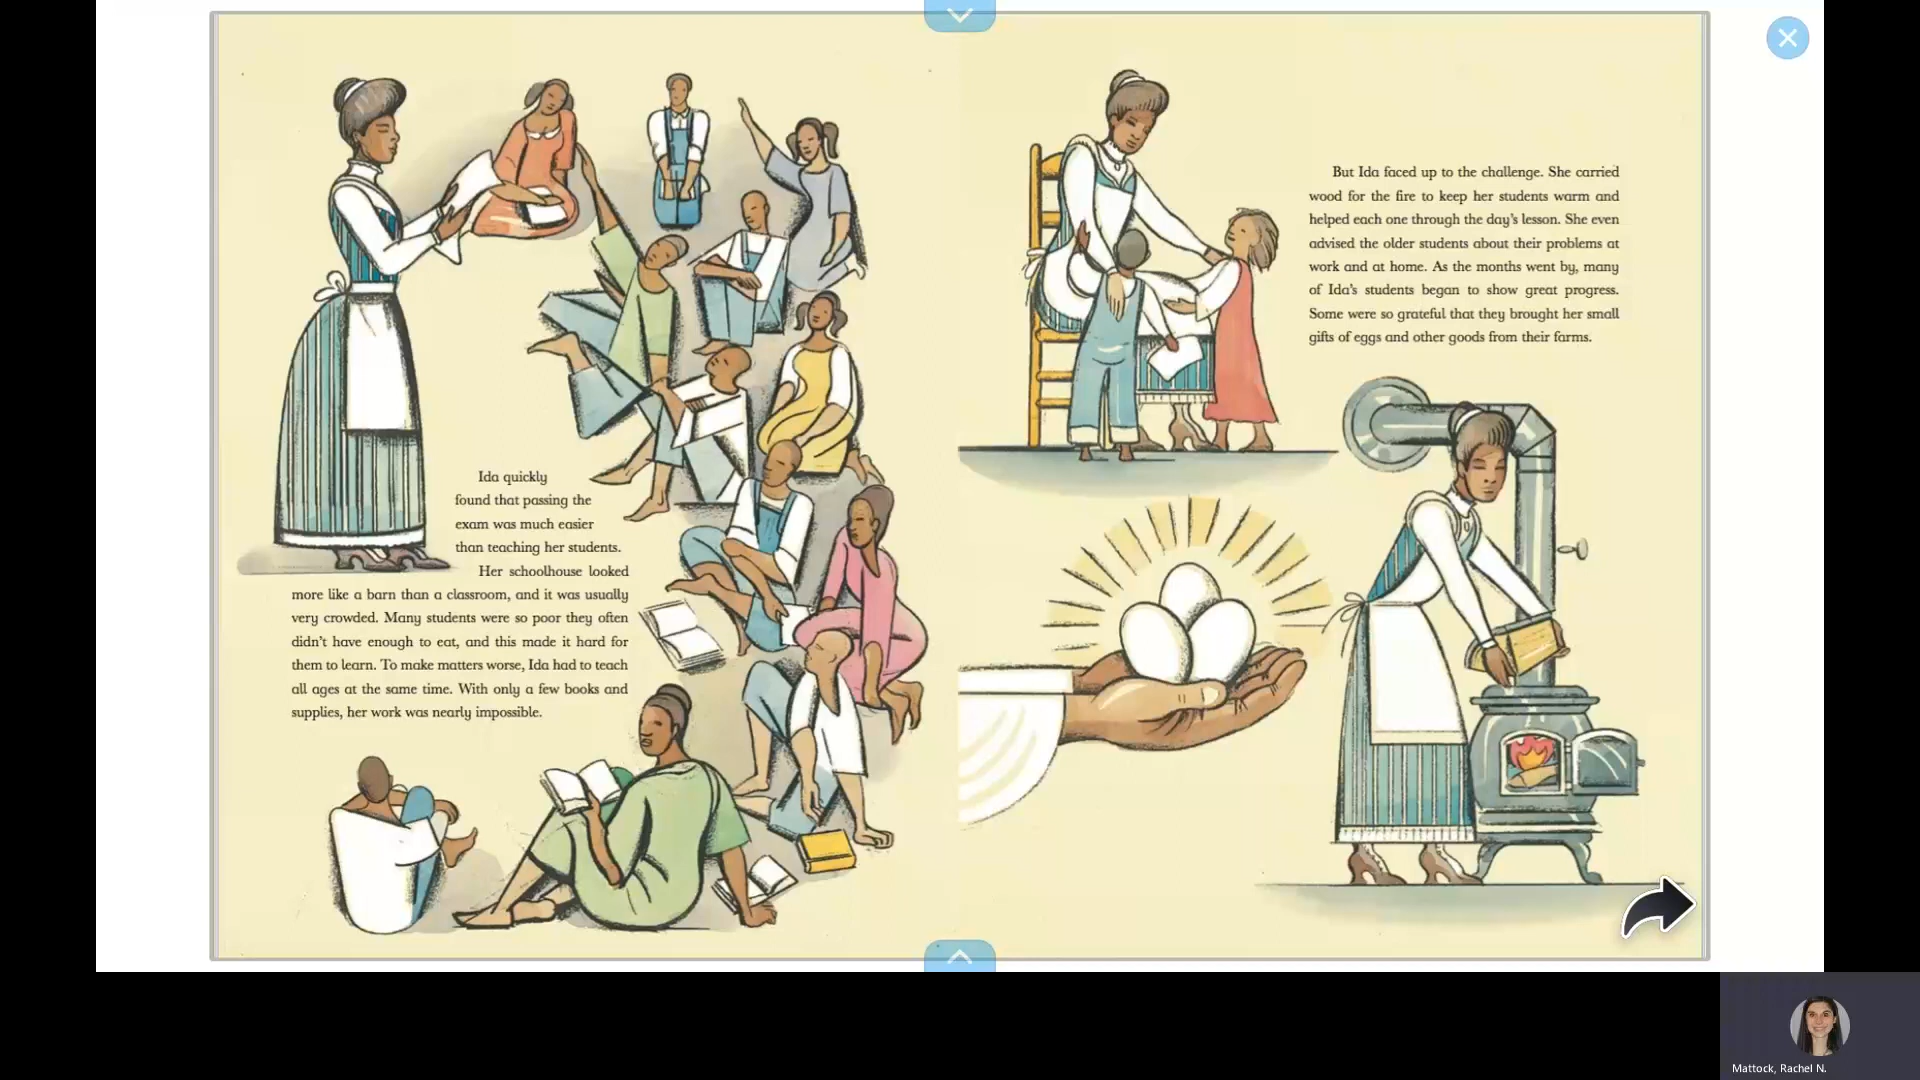 Ida quickly
found that passing the
exam was much easier
than teaching her students.
Her schoolhouse looked
more like a barn than a classroom, and it was usually
very crowded. Many students were so poor they often
didn't have enough to eat, and this made it hard for
them to learn. To make matters worse, Ida had to teach
all ages at the same time. With only a few books and
supplies, her work was nearly impossible.
But Ida faced up to the challenge. She carried
wood for the fire to keep her students warm and
helped each one through the day's lesson. She even
advised the older students about their problems at
work and at home. As the months went by, many
of Ida's students began to show great progress.
Some were so grateful that they brought her small
gifts of eggs and other goods from their farms.
Mattock, Rachel N.